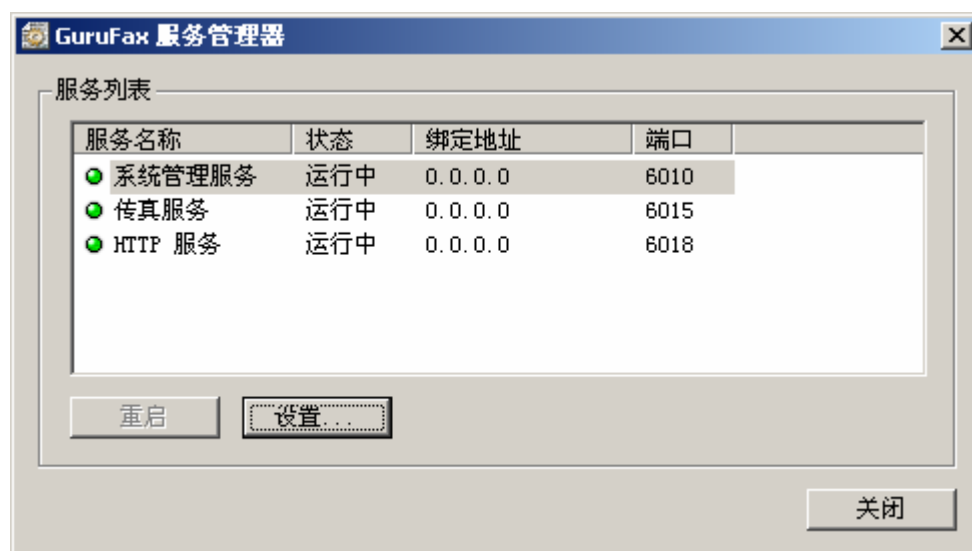 GuruFax 服务管理器
服务列表
服务名称 状态 绑定地址 端口
系统管理服务 运行中 0.0.0.0 6010
传真服务 运行中 0.0.0.0 6015
HTTP 服务 运行中 0.0.0.0 6018
重启 设置...
关闭